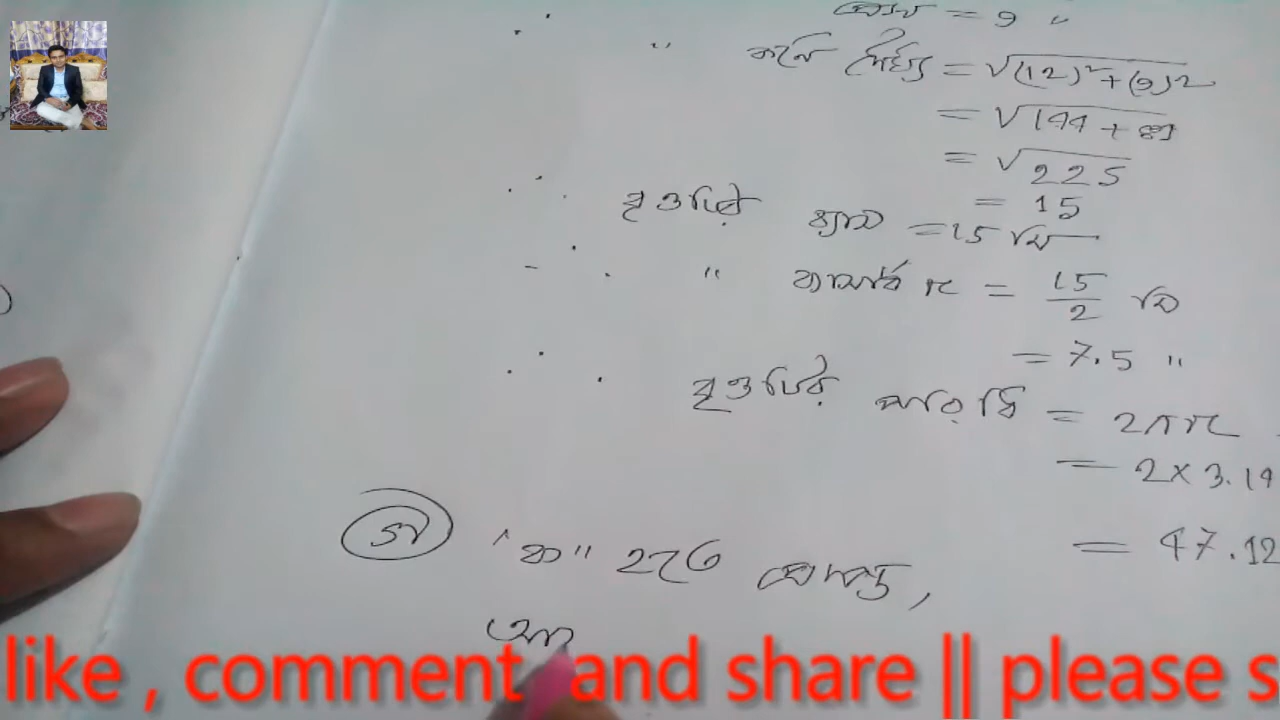 প্রস্থ = 9 "
" কর্ণের দৈর্ঘ্য = √(12)² + (9)2
= √144 + 81
= √225
= 15
∴ বৃত্তটির ব্যাস = 15 মি
∴ " ব্যাসার্ধ r = 15/2 মি
= 7.5 "
∴ বৃত্তটির পরিধি = 2πr
= 2 × 3.14
= 47.12
গ "ক" হতে প্রাপ্ত,
like , comment and share || please s